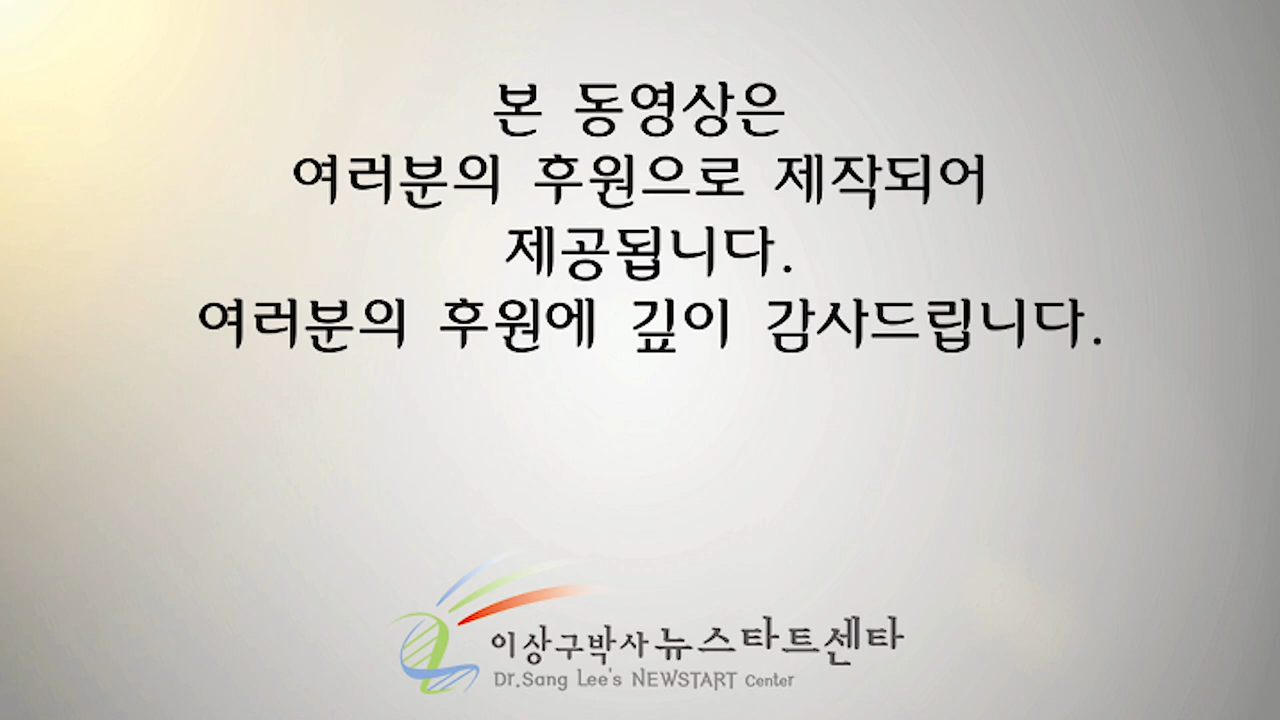 본 동영상은
여러분의 후원으로 제작되어
제공됩니다.
여러분의 후원에 깊이 감사드립니다.
이상구박사뉴스타트센타
Dr.Sang Lee's NEWSTART Center